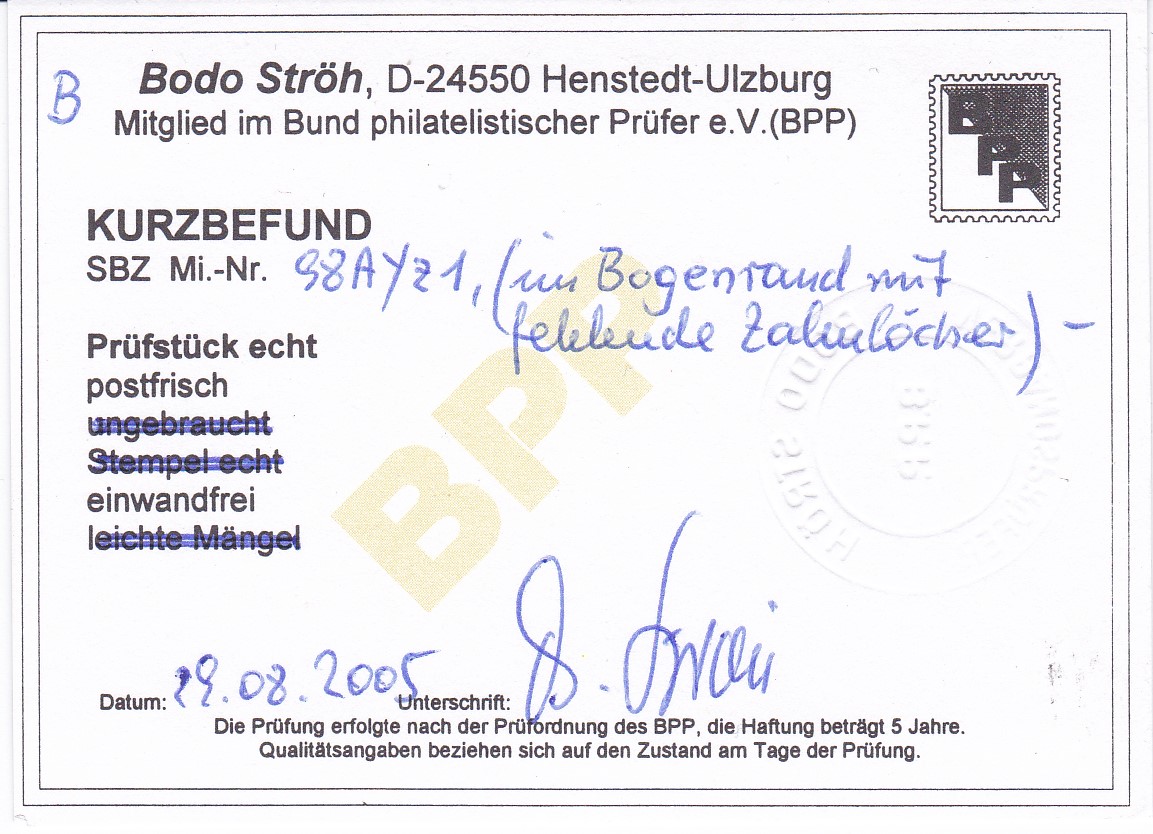 B
Bodo Ströh, D-24550 Henstedt-Ulzburg
Mitglied im Bund philatelistischer Prüfer e.V.(BPP)
BPP
KURZBEFUND
SBZ Mi.-Nr. 98AYz1, (im Bogenrand mit
fehlende Zahnlöcher) –
Prüfstück echt
postfrisch
ungebraucht
Stempel echt
einwandfrei
leichte Mängel
BPP
BODO STRÖH
Datum: 29.08.2005 Unterschrift: B. Ströh
Die Prüfung erfolgte nach der Prüfordnung des BPP, die Haftung beträgt 5 Jahre.
Qualitätsangaben beziehen sich auf den Zustand am Tage der Prüfung.